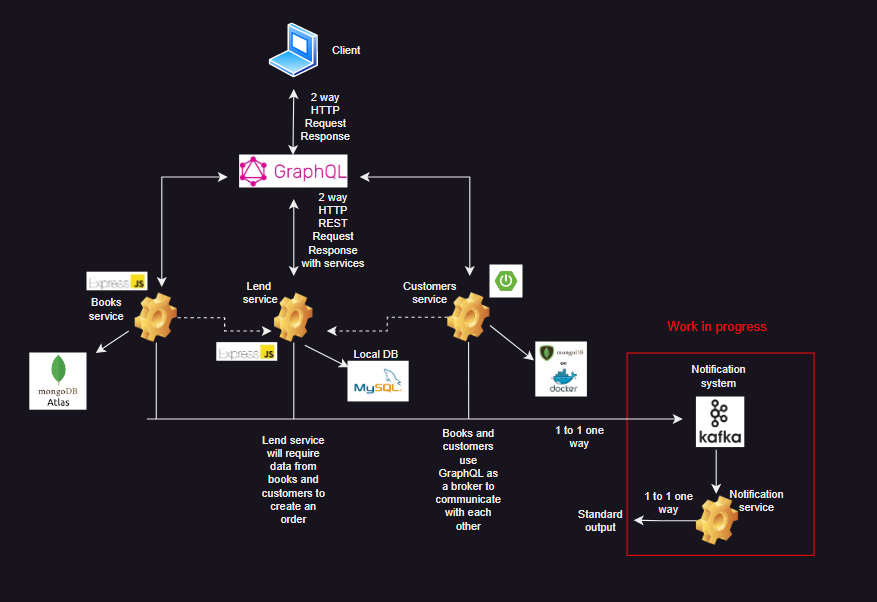 Client
2 way
HTTP
Request
Response
GraphQL
2 way
HTTP
REST
Request
Response
with services
Express JS
Books
service
Lend
service
Customers
service
Express JS
mongoDB
Atlas
Local DB
MySQL
mongoDB
on
docker
Work in progress
Notification
system
kafka
1 to 1 one
way
Lend service
will require
data from
books and
customers to
create an
order
Books and
customers
use
GraphQL as
a broker to
communicate
with each
other
1 to 1 one
way
Notification
service
Standard
output